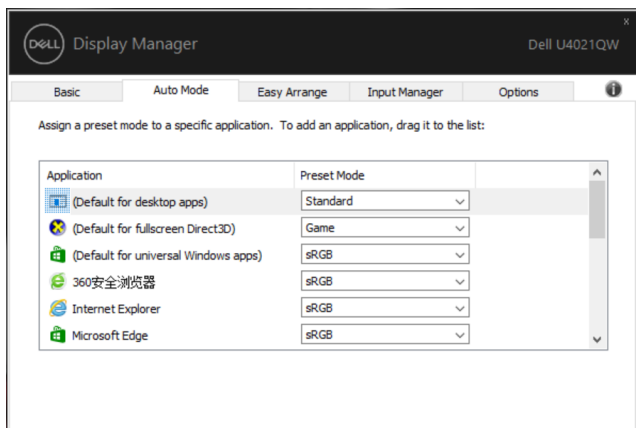 DELL Display Manager Dell U4021QW
Basic Auto Mode Easy Arrange Input Manager Options
Assign a preset mode to a specific application. To add an application, drag it to the list:
Application Preset Mode
(Default for desktop apps) Standard
(Default for fullscreen Direct3D) Game
(Default for universal Windows apps) sRGB
360安全浏览器 sRGB
Internet Explorer sRGB
Microsoft Edge sRGB